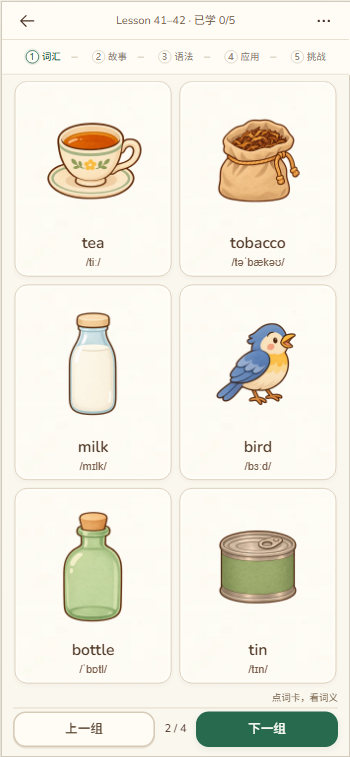 Lesson 41–42 · 已学 0/5
1 词汇 – 2 故事 – 3 语法 – 4 应用 – 5 挑战
tea tobacco
/tiː/ /təˈbækəʊ/
milk bird
/mɪlk/ /bɜːd/
bottle tin
/ˈbɒtl/ /tɪn/
点词卡，看词义
上一组 2 / 4 下一组